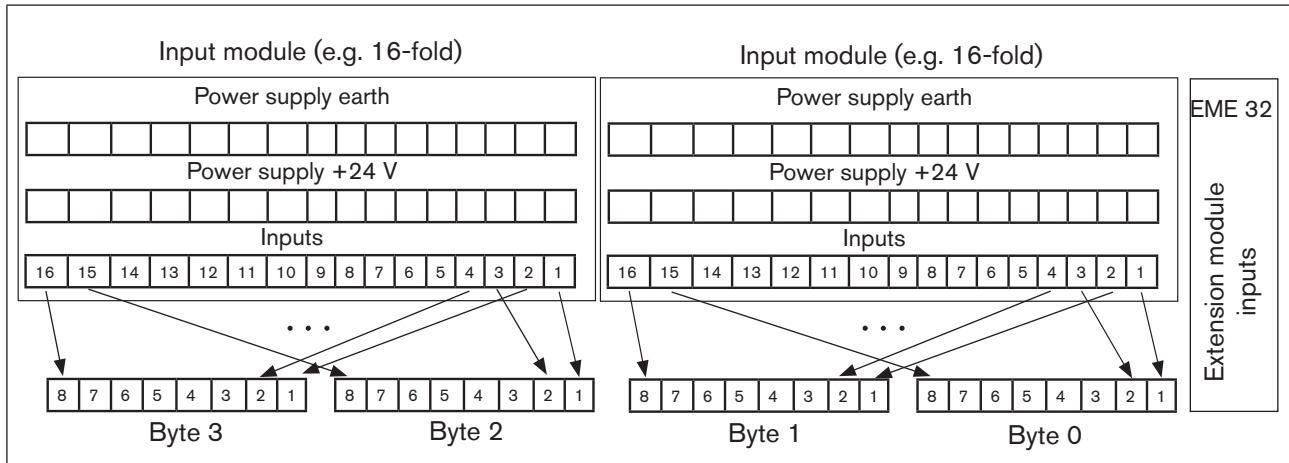 Input module (e.g. 16-fold)
Power supply earth
Power supply +24 V
Inputs
16 15 14 13 12 11 10 9 8 7 6 5 4 3 2 1
. . .
8 7 6 5 4 3 2 1
8 7 6 5 4 3 2 1
Byte 3
Byte 2
Input module (e.g. 16-fold)
Power supply earth
Power supply +24 V
Inputs
16 15 14 13 12 11 10 9 8 7 6 5 4 3 2 1
. . .
8 7 6 5 4 3 2 1
8 7 6 5 4 3 2 1
Byte 1
Byte 0
EME 32
Extension module
inputs